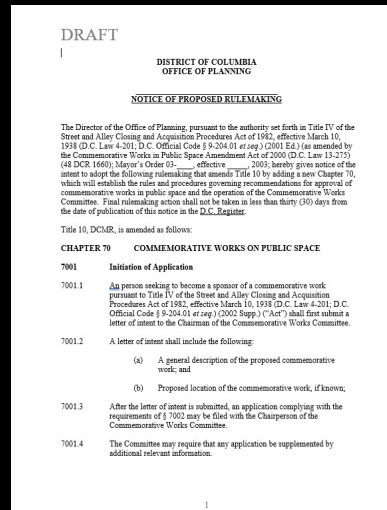 DRAFT
DISTRICT OF COLUMBIA
OFFICE OF PLANNING
NOTICE OF PROPOSED RULEMAKING
The Director of the Office of Planning, pursuant to the authority set forth in Title IV of the
Street and Alley Closing and Acquisition Procedures Act of 1982, effective March 10,
1938 (D.C. Law 4-201; D.C. Official Code § 9-204.01 et seq.) (2001 Ed.) (as amended by
the Commemorative Works in Public Space Amendment Act of 2000 (D.C. Law 13-275)
(48 DCR 1660); Mayor's Order 03-____, effective _____, 2003; hereby gives notice of the
intent to adopt the following rulemaking that amends Title 10 by adding a new Chapter 70,
which will establish the rules and procedures governing recommendations for approval of
commemorative works in public space and the operation of the Commemorative Works
Committee. Final rulemaking action shall not be taken in less than thirty (30) days from
the date of publication of this notice in the D.C. Register.
Title 10, DCMR, is amended as follows:
CHAPTER 70 COMMEMORATIVE WORKS ON PUBLIC SPACE
7001 Initiation of Application
7001.1 An person seeking to become a sponsor of a commemorative work
pursuant to Title IV of the Street and Alley Closing and Acquisition
Procedures Act of 1982, effective March 10, 1938 (D.C. Law 4-201; D.C.
Official Code § 9-204.01 et seq.) (2002 Supp.) ("Act") shall first submit a
letter of intent to the Chairman of the Commemorative Works Committee.
7001.2 A letter of intent shall include the following:
(a) A general description of the proposed commemorative
work; and
(b) Proposed location of the commemorative work, if known;
7001.3 After the letter of intent is submitted, an application complying with the
requirements of § 7002 may be filed with the Chairperson of the
Commemorative Works Committee.
7001.4 The Committee may require that any application be supplemented by
additional relevant information.
1